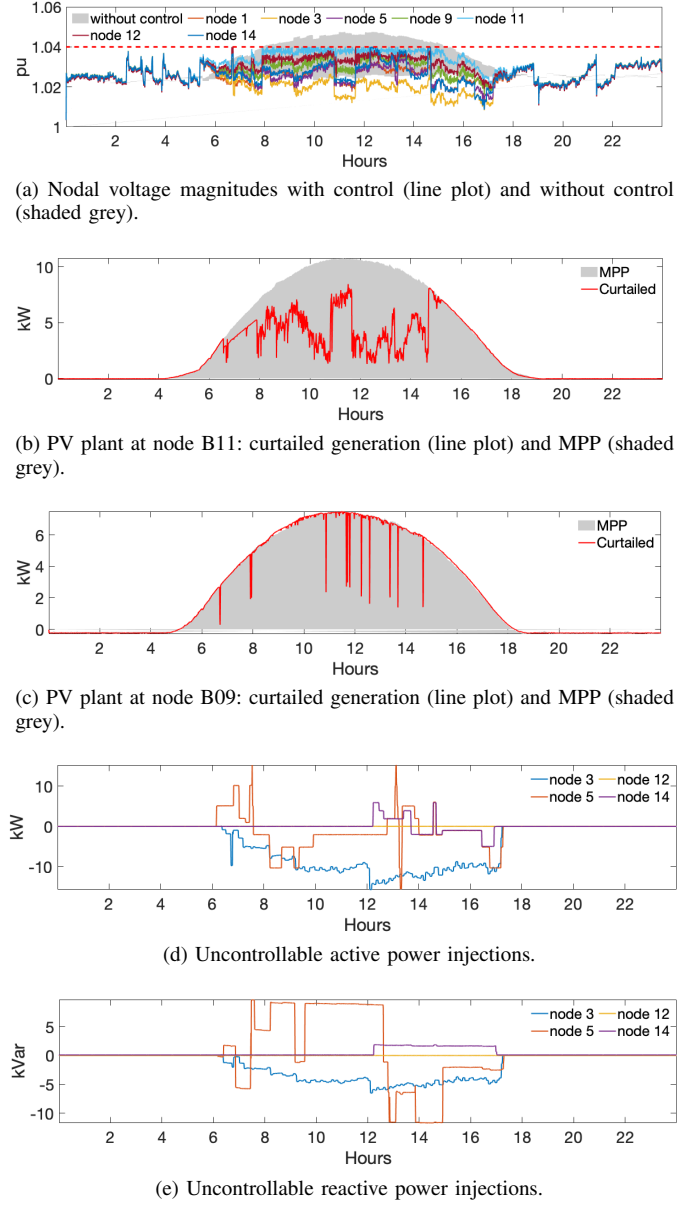 1.06
without control
node 1
node 3
node 5
node 9
node 11
node 12
node 14
1.04
pu
1.02
1
2 4 6 8 10 12 14 16 18 20 22
Hours
(a) Nodal voltage magnitudes with control (line plot) and without control
(shaded grey).
10
MPP
Curtailed
kW
5
0
2 4 6 8 10 12 14 16 18 20 22
Hours
(b) PV plant at node B11: curtailed generation (line plot) and MPP (shaded
grey).
6
MPP
Curtailed
4
kW
2
0
2 4 6 8 10 12 14 16 18 20 22
Hours
(c) PV plant at node B09: curtailed generation (line plot) and MPP (shaded
grey).
10
node 3 node 12
node 5 node 14
kW
0
-10
2 4 6 8 10 12 14 16 18 20 22
Hours
(d) Uncontrollable active power injections.
5
node 3 node 12
node 5 node 14
kVar
0
-5
-10
2 4 6 8 10 12 14 16 18 20 22
Hours
(e) Uncontrollable reactive power injections.